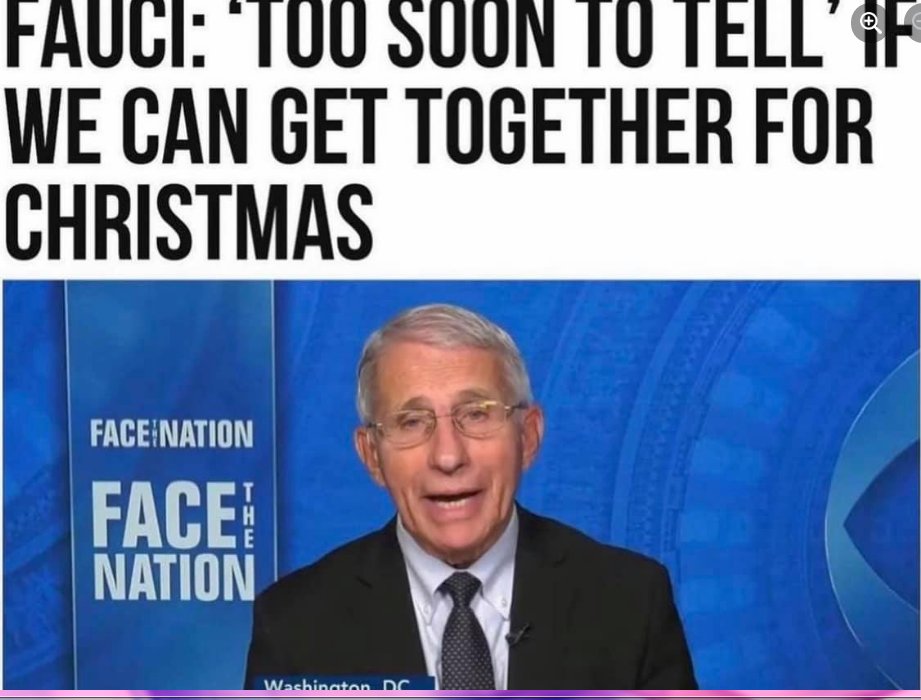 FAUCI: ‘TOO SOON TO TELL’ IF
WE CAN GET TOGETHER FOR
CHRISTMAS
FACE THE NATION
FACE THE
NATION
Washington, DC